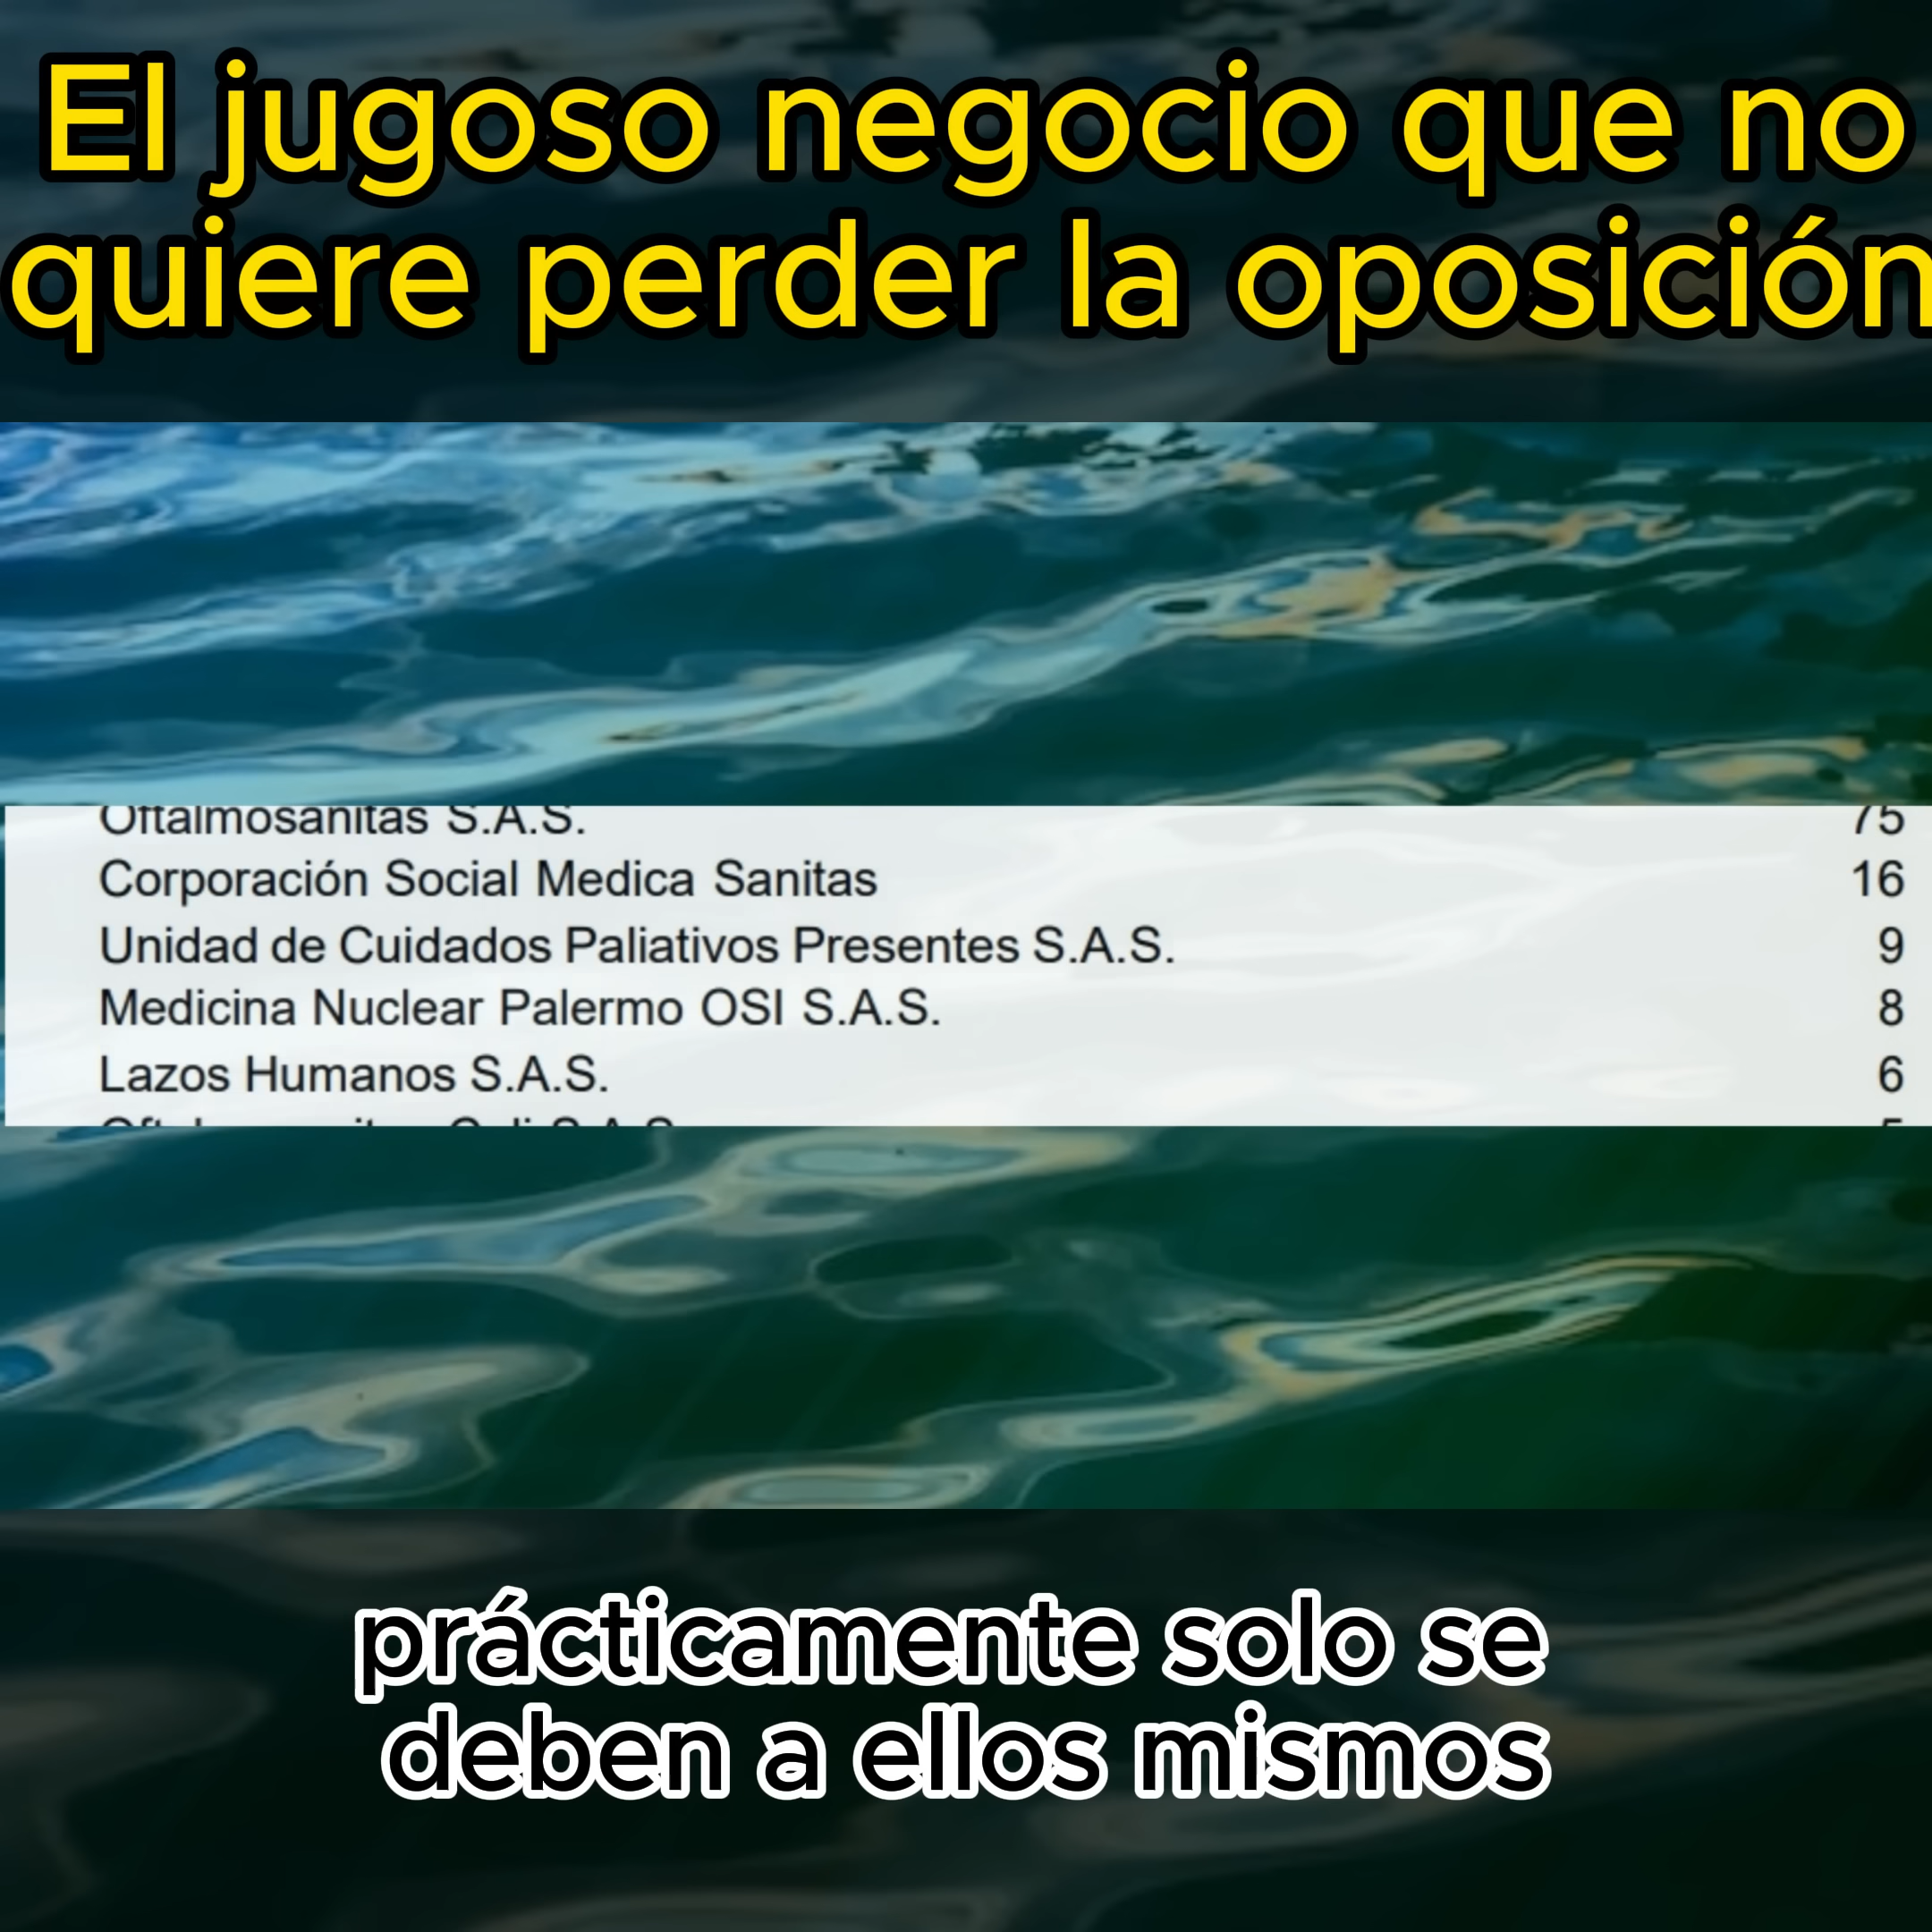 El jugoso negocio que no
quiere perder la oposición
Oftalmosanitas S.A.S. 75
Corporación Social Medica Sanitas 16
Unidad de Cuidados Paliativos Presentes S.A.S. 9
Medicina Nuclear Palermo OSI S.A.S. 8
Lazos Humanos S.A.S. 6
prácticamente solo se
deben a ellos mismos